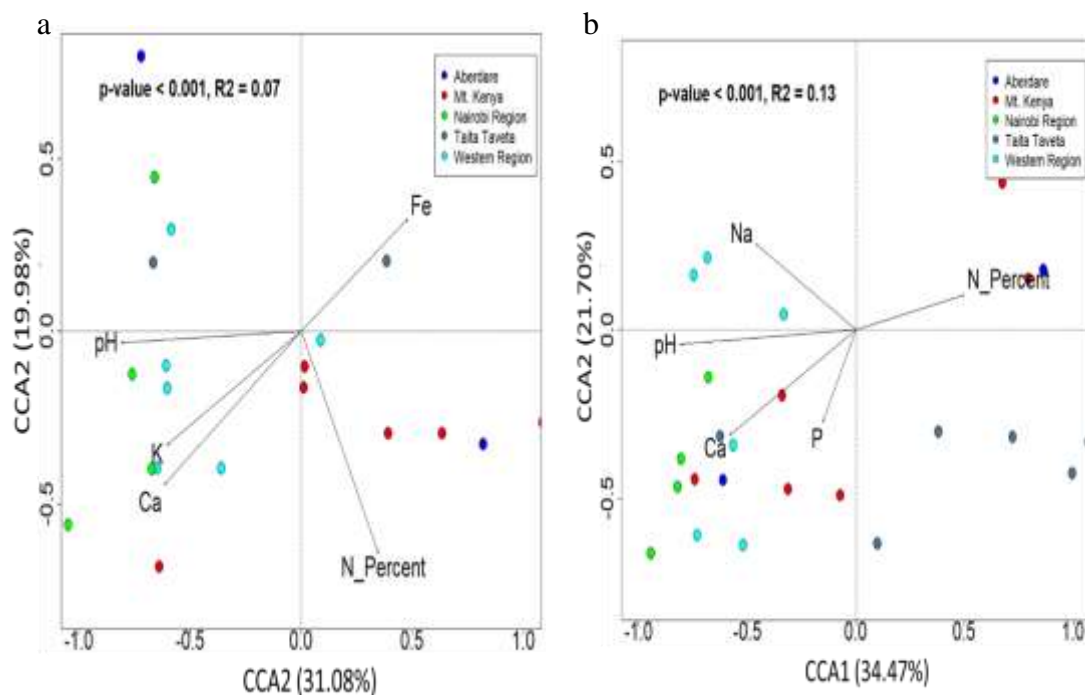 a
p-value < 0.001, R2 = 0.07
Aberdare
Mt. Kenya
Nairobi Region
Taita Taveta
Western Region
Fe
pH
K
Ca
N_Percent
0.5
0.0
-0.5
CCA2 (19.98%)
-1.0 -0.5 0.0 0.5 1.0
CCA2 (31.08%)
b
p-value < 0.001, R2 = 0.13
Aberdare
Mt. Kenya
Nairobi Region
Taita Taveta
Western Region
Na
N_Percent
pH
Ca
P
0.5
0.0
-0.5
CCA2 (21.70%)
-1.0 -0.5 0.0 0.5 1.0
CCA1 (34.47%)